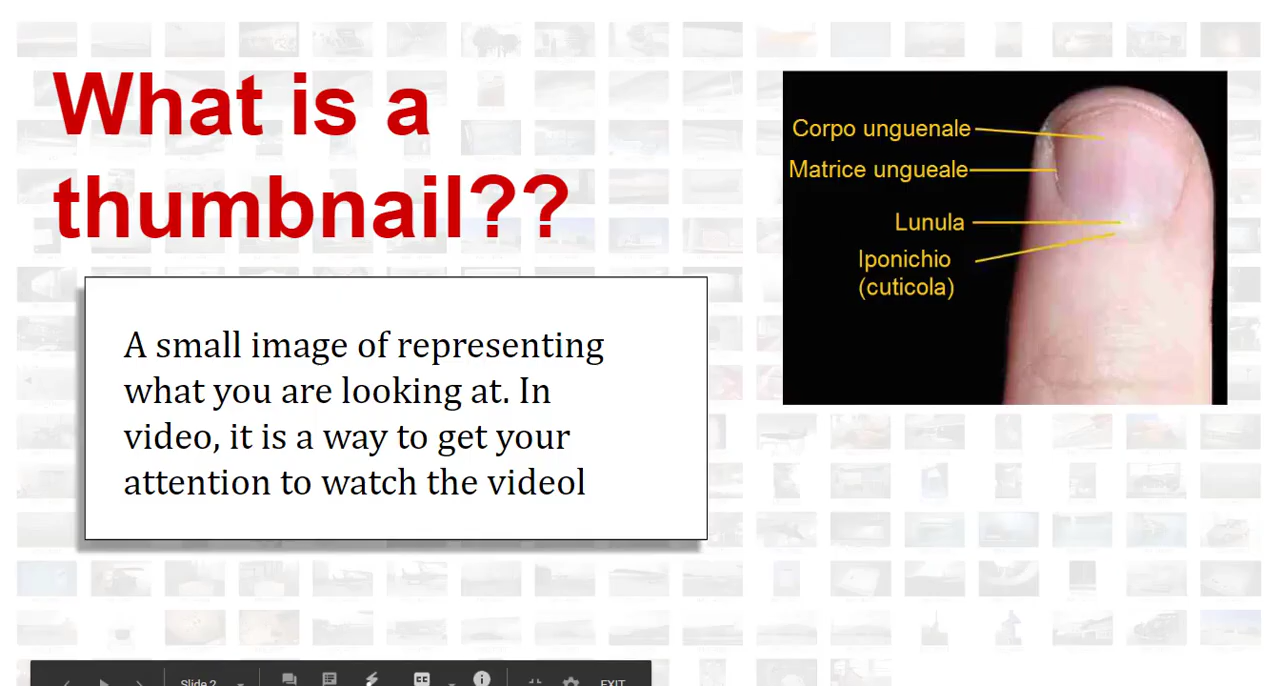 What is a
thumbnail??
A small image of representing
what you are looking at. In
video, it is a way to get your
attention to watch the videol
Corpo unguenale
Matrice ungueale
Lunula
Iponichio
(cuticola)
Slide 2
CC
EXIT